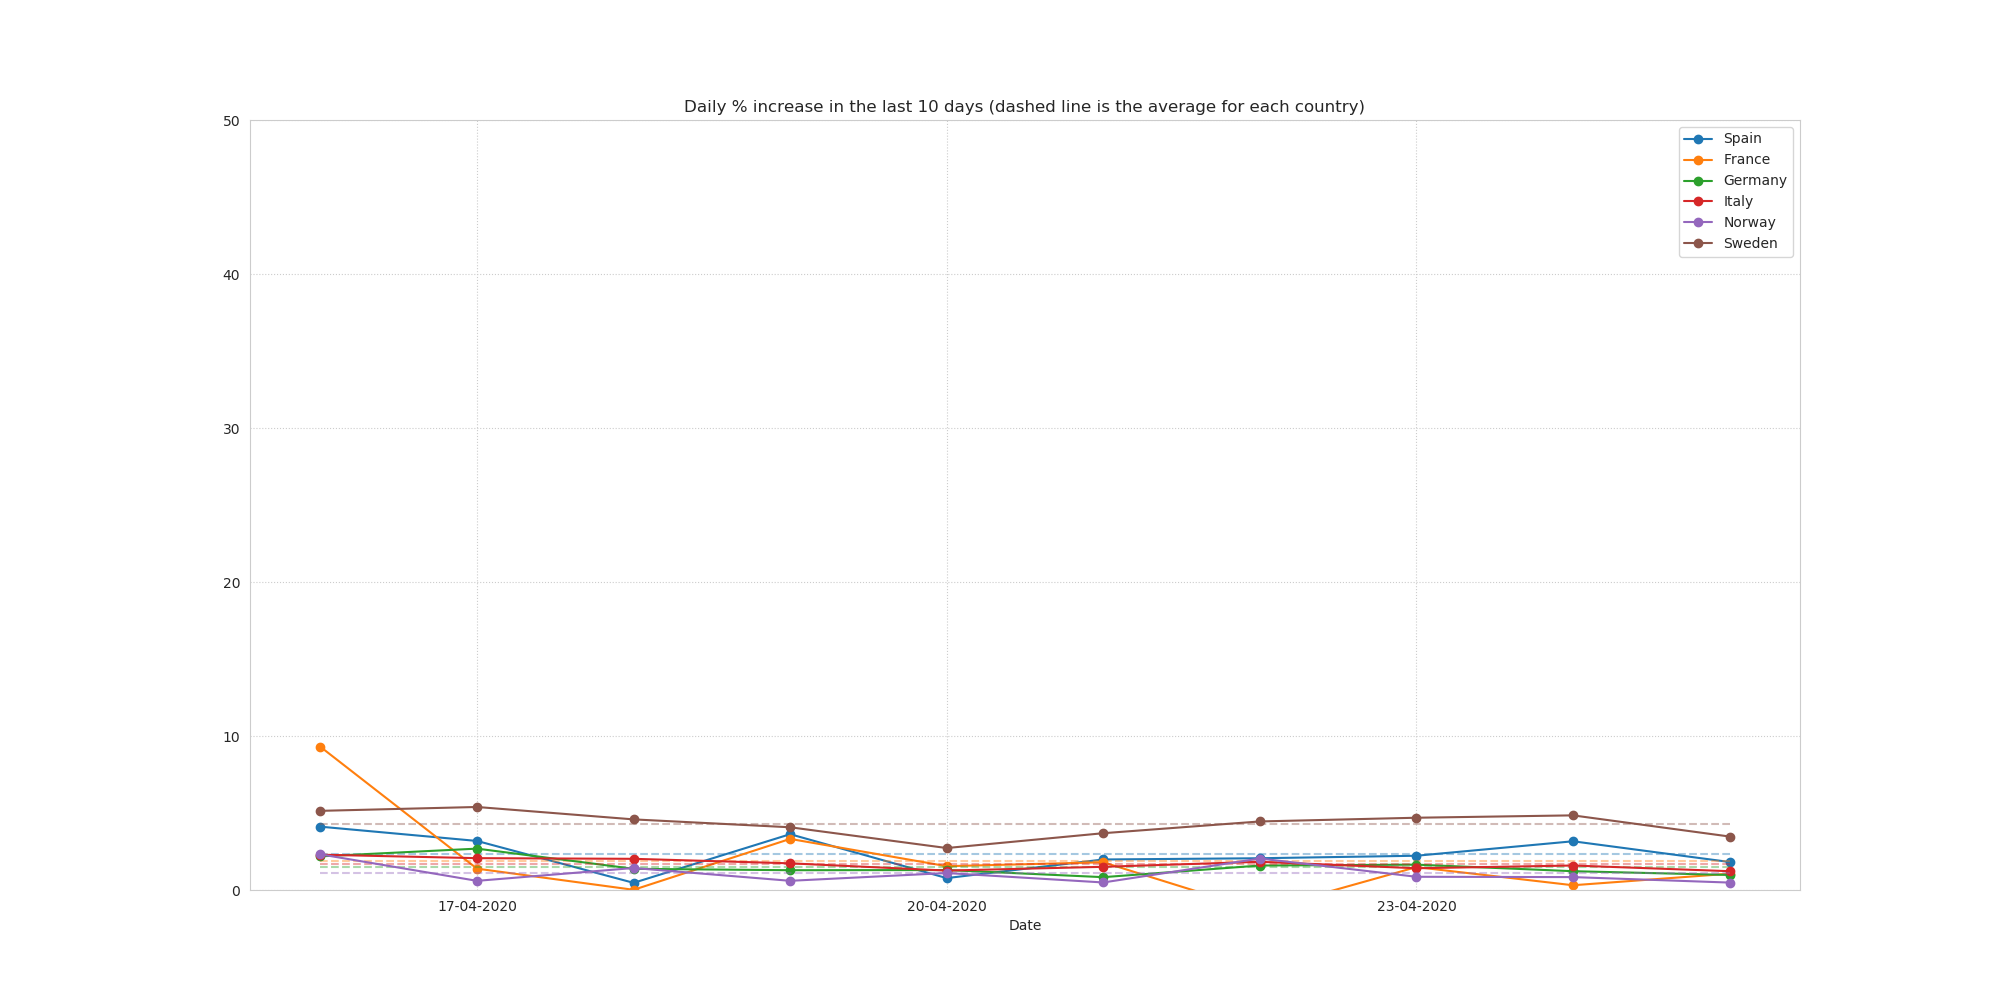 Daily % increase in the last 10 days (dashed line is the average for each country)
50
40
30
20
10
0
Spain
France
Germany
Italy
Norway
Sweden
17-04-2020
20-04-2020
23-04-2020
Date